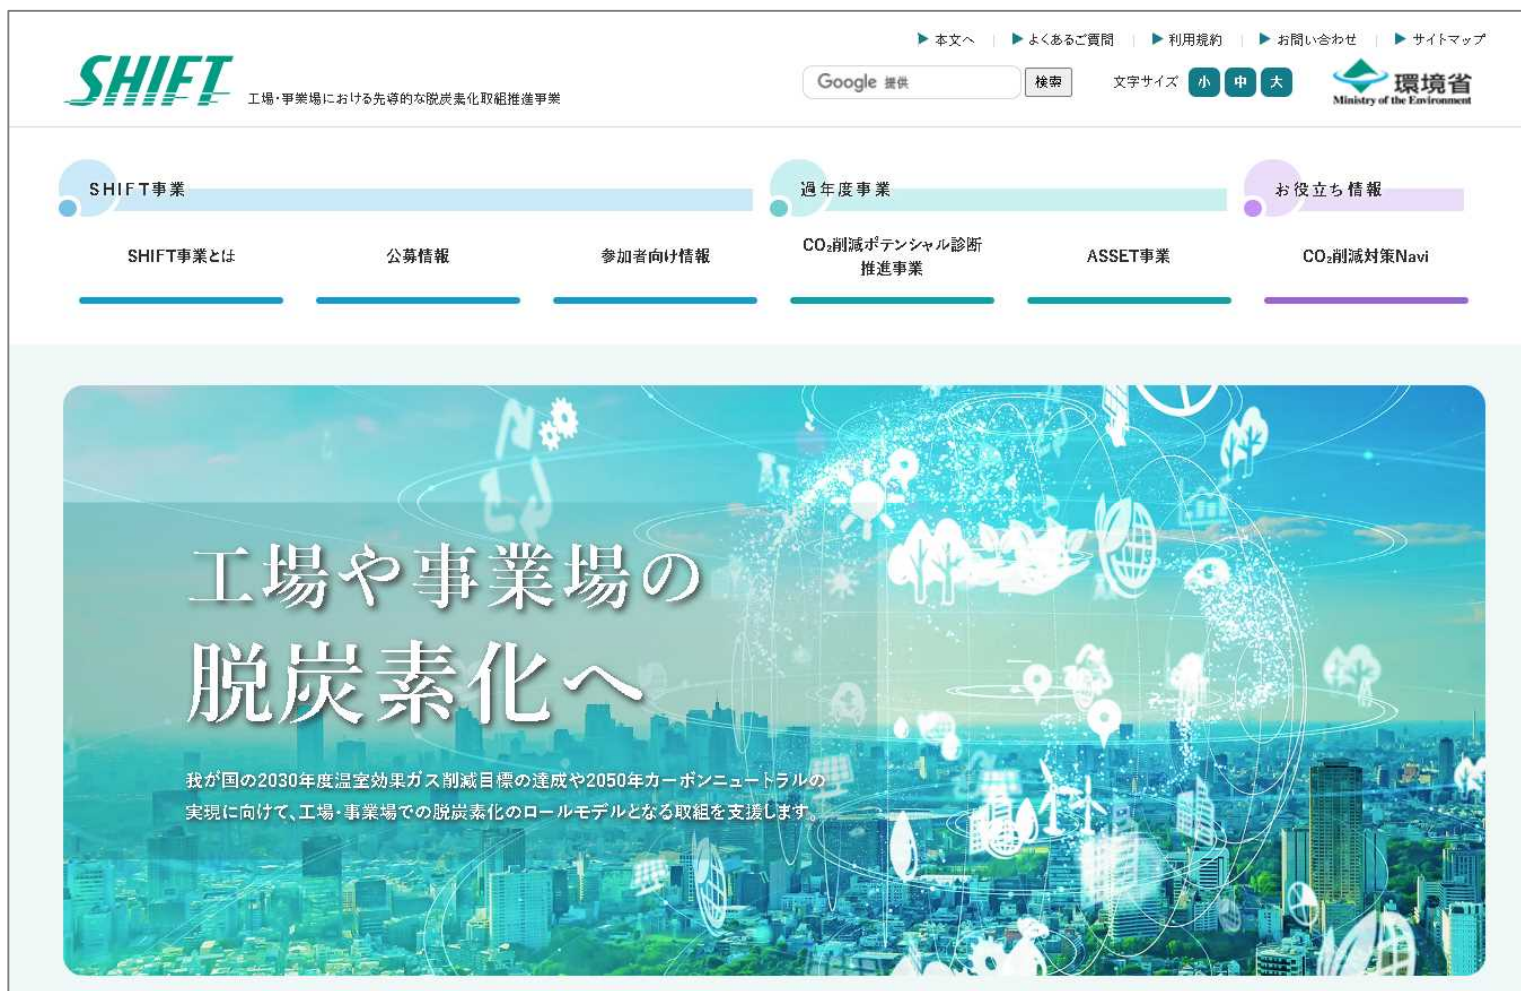 本文へ
よくあるご質問
利用規約
お問い合わせ
サイトマップ
SHIFT 工場・事業場における先導的な脱炭素化取組推進事業
Google 提供
検索
文字サイズ 小 中 大
環境省
Ministry of the Environment
SHIFT事業
過年度事業
お役立ち情報
SHIFT事業とは
公募情報
参加者向け情報
CO₂削減ポテンシャル診断
推進事業
ASSET事業
CO₂削減対策Navi
工場や事業場の
脱炭素化へ
我が国の2030年度温室効果ガス削減目標の達成や2050年カーボンニュートラルの
実現に向けて、工場・事業場での脱炭素化のロールモデルとなる取組を支援します。